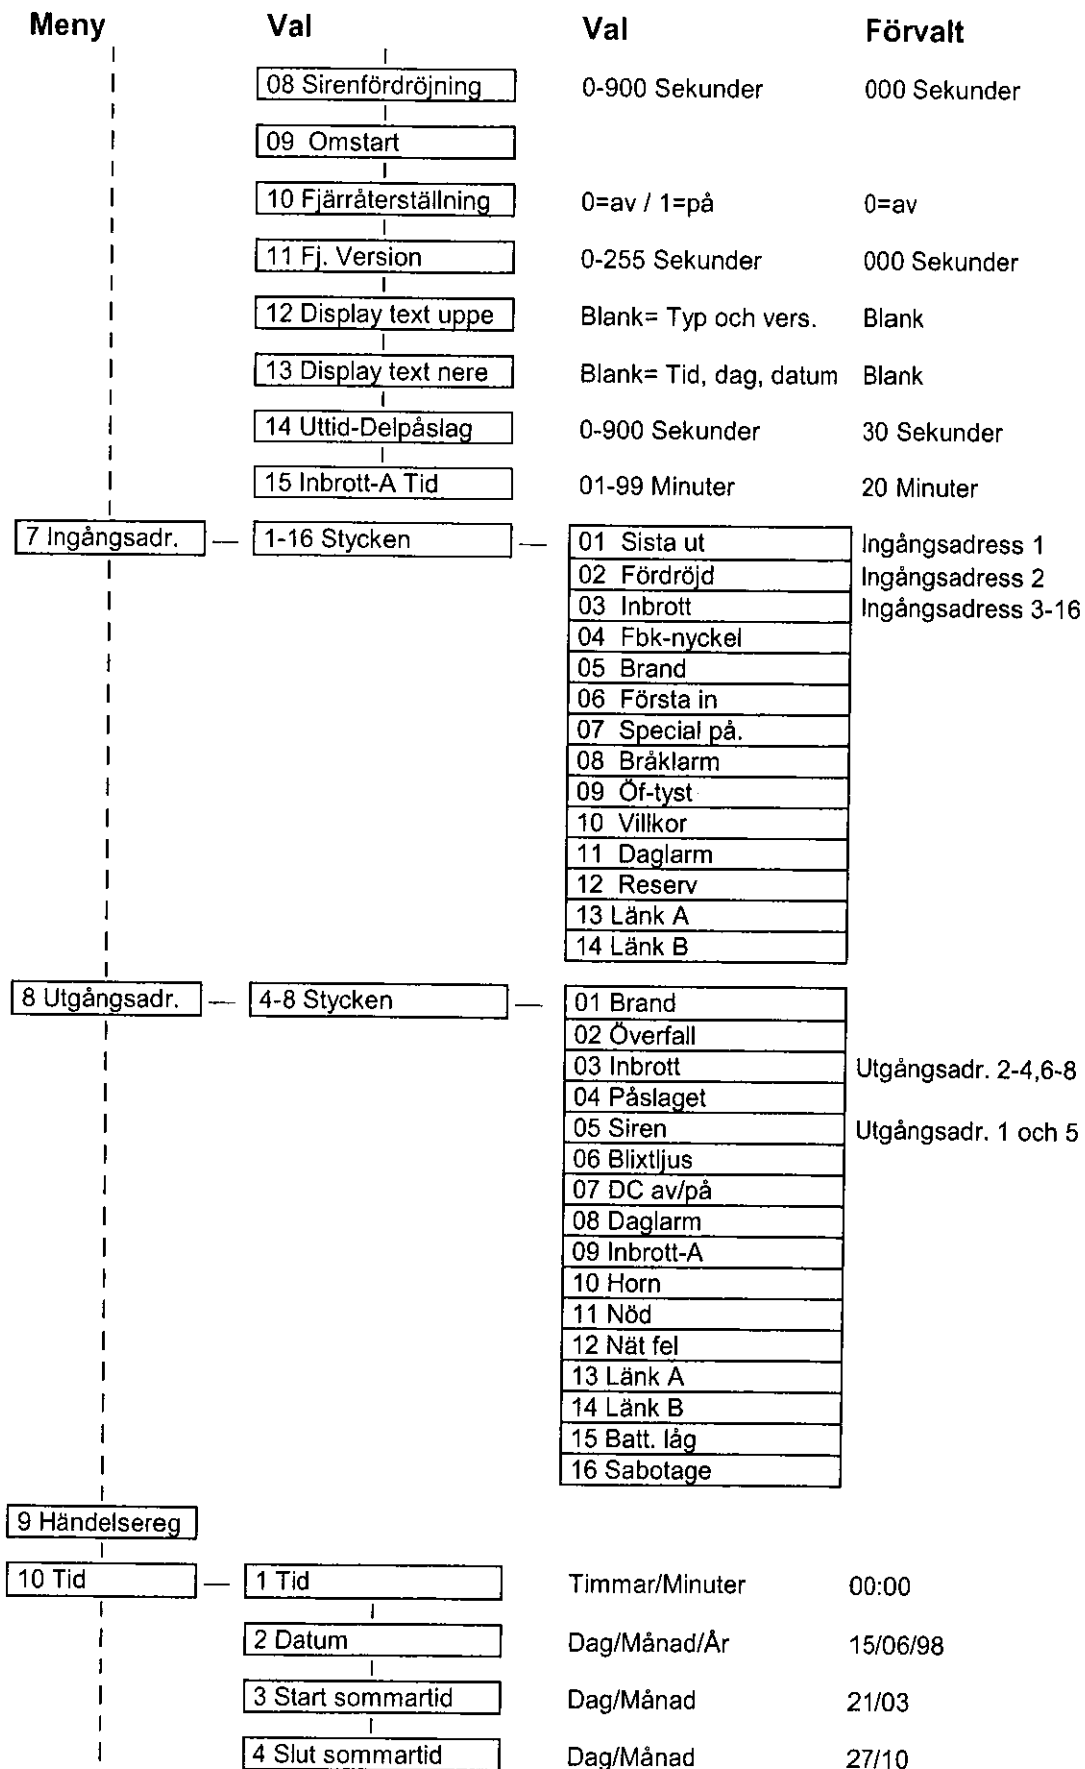 Meny Val Val Förvalt
08 Sirenfördröjning 0-900 Sekunder 000 Sekunder
09 Omstart
10 Fjärråterställning 0=av / 1=på 0=av
11 Fj. Version 0-255 Sekunder 000 Sekunder
12 Display text uppe Blank= Typ och vers. Blank
13 Display text nere Blank= Tid, dag, datum Blank
14 Uttid-Delpåslag 0-900 Sekunder 30 Sekunder
15 Inbrott-A Tid 01-99 Minuter 20 Minuter
7 Ingångsadr. 1-16 Stycken 01 Sista ut Ingångsadress 1
02 Fördröjd Ingångsadress 2
03 Inbrott Ingångsadress 3-16
04 Fbk-nyckel
05 Brand
06 Första in
07 Special på.
08 Bråklarm
09 Öf-tyst
10 Villkor
11 Daglarm
12 Reserv
13 Länk A
14 Länk B
8 Utgångsadr. 4-8 Stycken 01 Brand
02 Överfall
03 Inbrott Utgångsadr. 2-4,6-8
04 Påslaget
05 Siren Utgångsadr. 1 och 5
06 Blixtljus
07 DC av/på
08 Daglarm
09 Inbrott-A
10 Horn
11 Nöd
12 Nät fel
13 Länk A
14 Länk B
15 Batt. låg
16 Sabotage
9 Händelsereg
10 Tid 1 Tid Timmar/Minuter 00:00
2 Datum Dag/Månad/År 15/06/98
3 Start sommartid Dag/Månad 21/03
4 Slut sommartid Dag/Månad 27/10